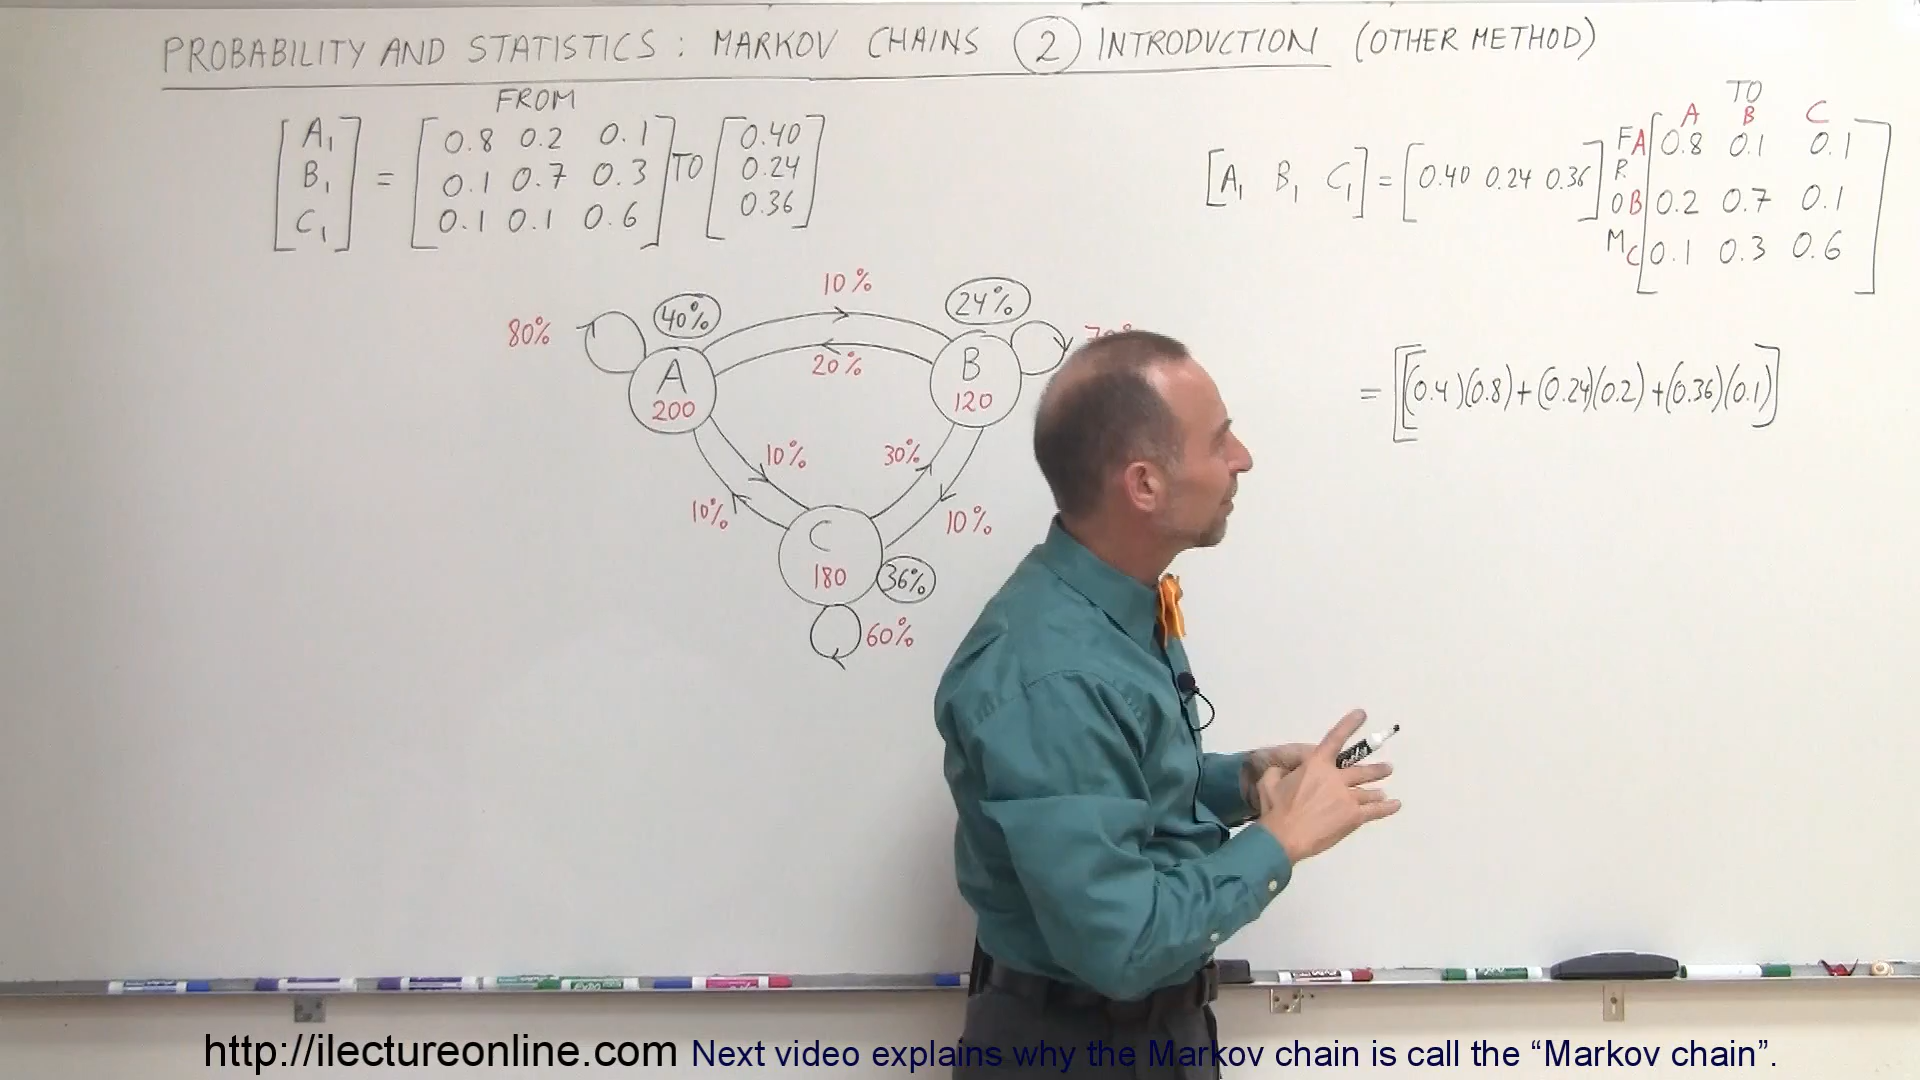 PROBABILITY AND STATISTICS : MARKOV CHAINS 2 INTRODUCTION (OTHER METHOD)
FROM
A₁ 0.8 0.2 0.1 0.40
B₁ = 0.1 0.7 0.3 TO 0.24
C₁ 0.1 0.1 0.6 0.36
TO
A B C
F A 0.8 0.1 0.1
R
[A₁ B₁ C₁] = [0.40 0.24 0.36]
O B 0.2 0.7 0.1
M C 0.1 0.3 0.6
= [[(0.4)(0.8)+(0.24)(0.2)+(0.36)(0.1)]
10%
40%
24%
80%
20%
A
200
B
120
10%
30%
10%
10%
C
180
36%
60%
http://ilectureonline.com Next video explains why the Markov chain is call the “Markov chain”.